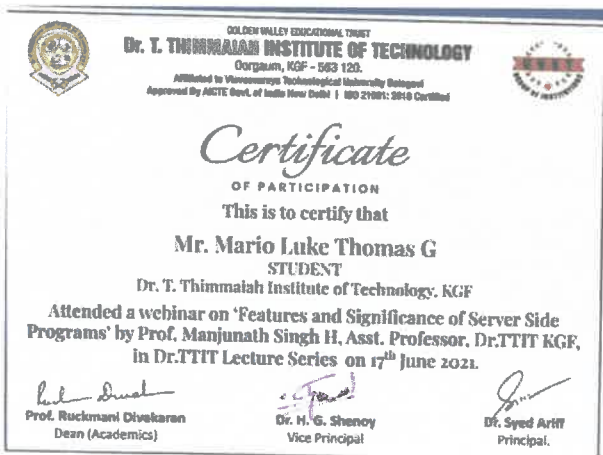 GOLDEN VALLEY EDUCATIONAL TRUST
Dr. T. THIMMAIAH INSTITUTE OF TECHNOLOGY
Oorgaum, KGF - 563 120.
Affiliated to Visvesvaraya Technological University Belagavi
Approved By AICTE Govt. of India New Delhi | ISO 21001: 2018 Certified
Certificate
OF PARTICIPATION
This is to certify that
Mr. Mario Luke Thomas G
STUDENT
Dr. T. Thimmaiah Institute of Technology, KGF
Attended a webinar on 'Features and Significance of Server Side
Programs' by Prof. Manjunath Singh H, Asst. Professor, Dr.TTIT KGF,
in Dr.TTIT Lecture Series on 17th June 2021.
Prof. Ruckmani Divakaran
Dean (Academics)
Dr. H. G. Shenoy
Vice Principal
Dr. Syed Ariff
Principal.